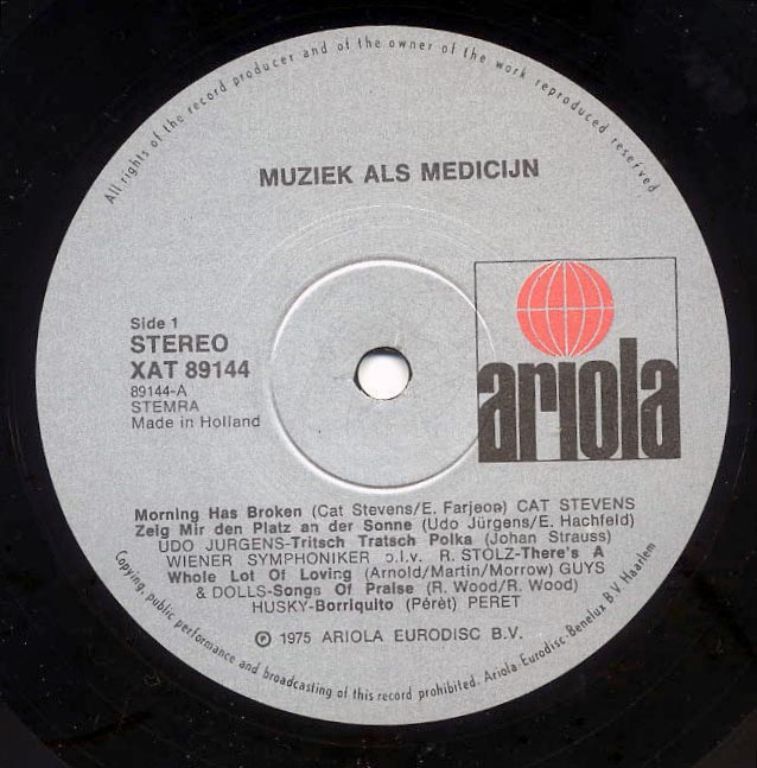 All rights of the record producer and of the owner of the work reproduced reserved
MUZIEK ALS MEDICIJN
Side 1
STEREO
XAT 89144
89144-A
STEMRA
Made in Holland
ariola
Morning Has Broken (Cat Stevens/E. Farjeon) CAT STEVENS
Zeig Mir den Platz an der Sonne (Udo Jürgens/E. Hachfeld)
UDO JURGENS-Tritsch Tratsch Polka (Johan Strauss)
WIENER SYMPHONIKER o.l.v. R. STOLZ-There's A
Whole Lot Of Loving (Arnold/Martin/Morrow) GUYS
& DOLLS-Songs Of Praise (R. Wood/R. Wood)
HUSKY-Borriquito (Pérèt) PERET
℗ 1975 ARIOLA EURODISC B.V.
Copying, public performance and broadcasting of this record prohibited. Ariola-Eurodisc-Benelux B.V. Haarlem